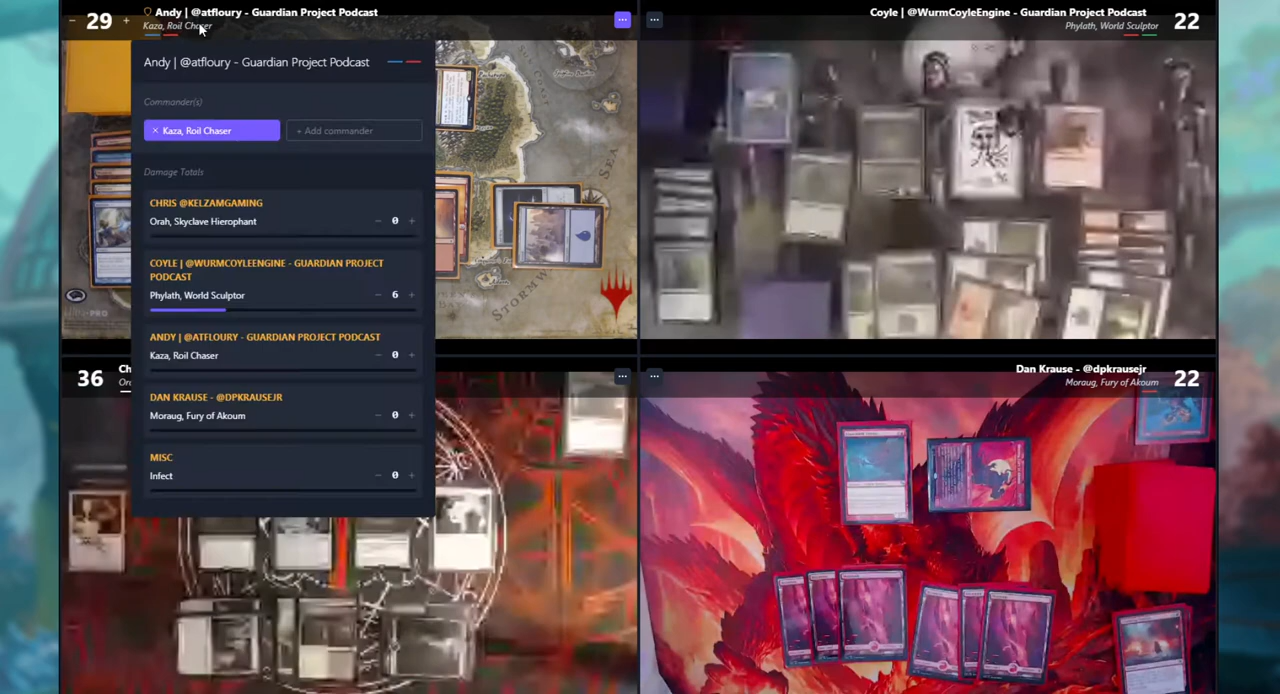 − 29 +
Andy | @atfloury - Guardian Project Podcast
Kaza, Roil Chaser
Coyle | @WurmCoyleEngine - Guardian Project Podcast
Phylath, World Sculptor
22
Andy | @atfloury - Guardian Project Podcast
Commander(s)
× Kaza, Roil Chaser
+ Add commander
Damage Totals
CHRIS @KELZAMGAMING
Orah, Skyclave Hierophant
− 0 +
COYLE | @WURMCOYLEENGINE - GUARDIAN PROJECT
PODCAST
Phylath, World Sculptor
− 6 +
ANDY | @ATFLOURY - GUARDIAN PROJECT PODCAST
Kaza, Roil Chaser
− 0 +
DAN KRAUSE - @DPKRAUSEJR
Moraug, Fury of Akoum
− 0 +
MISC
Infect
− 0 +
SEA
36
Ch
Dan Krause - @dpkrausejr
Moraug, Fury of Akoum
22